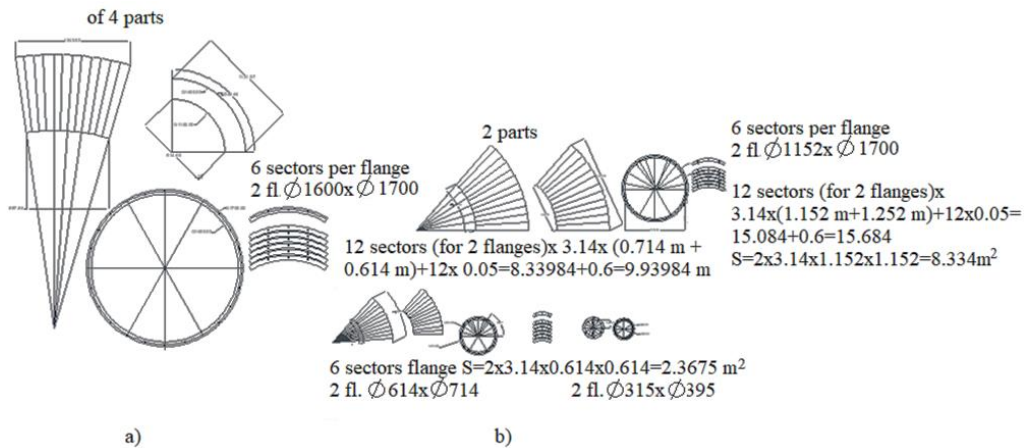 of 4 parts
6 sectors per flange
2 fl ∅1600x ∅ 1700
2 parts
12 sectors (for 2 flanges)x 3.14x (0.714 m +
0.614 m)+12x 0.05=8.33984+0.6=9.93984 m
6 sectors per flange
2 fl ∅1152x ∅ 1700
12 sectors (for 2 flanges)x
3.14x(1.152 m+1.252 m)+12x0.05=
15.084+0.6=15.684
S=2x3.14x1.152x1.152=8.334m²
6 sectors flange S=2x3.14x0.614x0.614=2.3675 m²
2 fl. ∅614x∅714 2 fl.∅315x∅395
a) b)